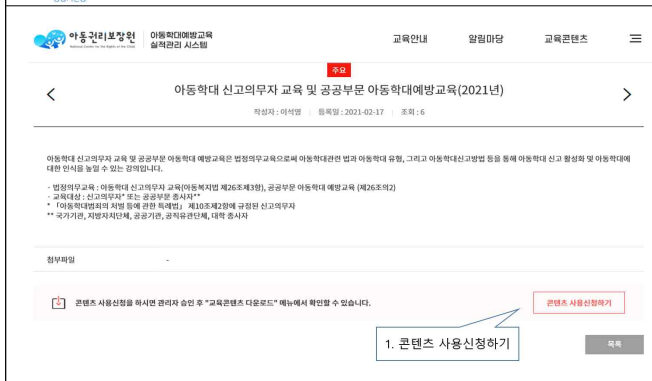 아동권리보장원
National Center for the Rights of the Child
아동학대예방교육
실적관리 시스템
교육안내
알림마당
교육콘텐츠
주요
아동학대 신고의무자 교육 및 공공부문 아동학대예방교육(2021년)
작성자 : 이석영 | 등록일 : 2021-02-17 | 조회 : 6
아동학대 신고의무자 교육 및 공공부문 아동학대 예방교육은 법정의무교육으로써 아동학대관련 법과 아동학대 유형, 그리고 아동학대신고방법 등을 통해 아동학대 신고 활성화 및 아동학대에
대한 인식을 높일 수 있는 강의입니다.
· 법정의무교육 : 아동학대 신고의무자 교육(아동복지법 제26조제3항), 공공부문 아동학대 예방교육 (제26조의2)
· 교육대상 : 신고의무자* 또는 공공부문 종사자**
* 「아동학대범죄의 처벌 등에 관한 특례법」 제10조제2항에 규정된 신고의무자
** 국가기관, 지방자치단체, 공공기관, 공직유관단체, 대학 종사자
첨부파일
-
콘텐츠 사용신청을 하시면 관리자 승인 후 "교육콘텐츠 다운로드" 메뉴에서 확인할 수 있습니다.
콘텐츠 사용신청하기
1. 콘텐츠 사용신청하기
목록